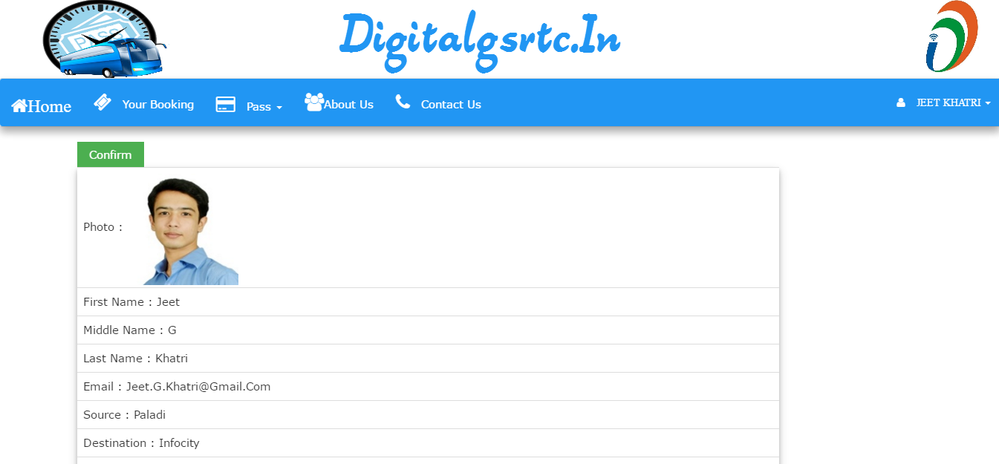 PASS
Digitalgsrtc.In
Home Your Booking Pass About Us Contact Us JEET KHATRI
Confirm
Photo :
First Name : Jeet
Middle Name : G
Last Name : Khatri
Email : Jeet.G.Khatri@Gmail.Com
Source : Paladi
Destination : Infocity